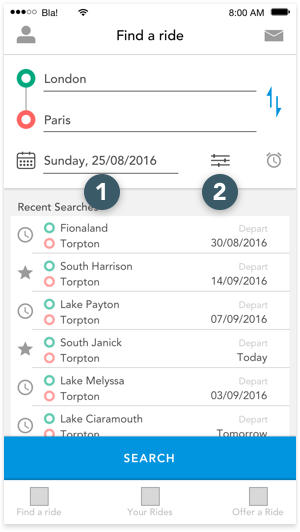 Bla!
8:00 AM
Find a ride
London
Paris
Sunday, 25/08/2016
1
2
Recent Searches
Fionaland
Depart
Torpton
30/08/2016
South Harrison
Depart
Torpton
14/09/2016
Lake Payton
Depart
Torpton
07/09/2016
South Janick
Depart
Torpton
Today
Lake Melyssa
Depart
Torpton
03/09/2016
Lake Ciaramouth
Depart
Torpton
Tomorrow
SEARCH
Find a ride
Your Rides
Offer a Ride